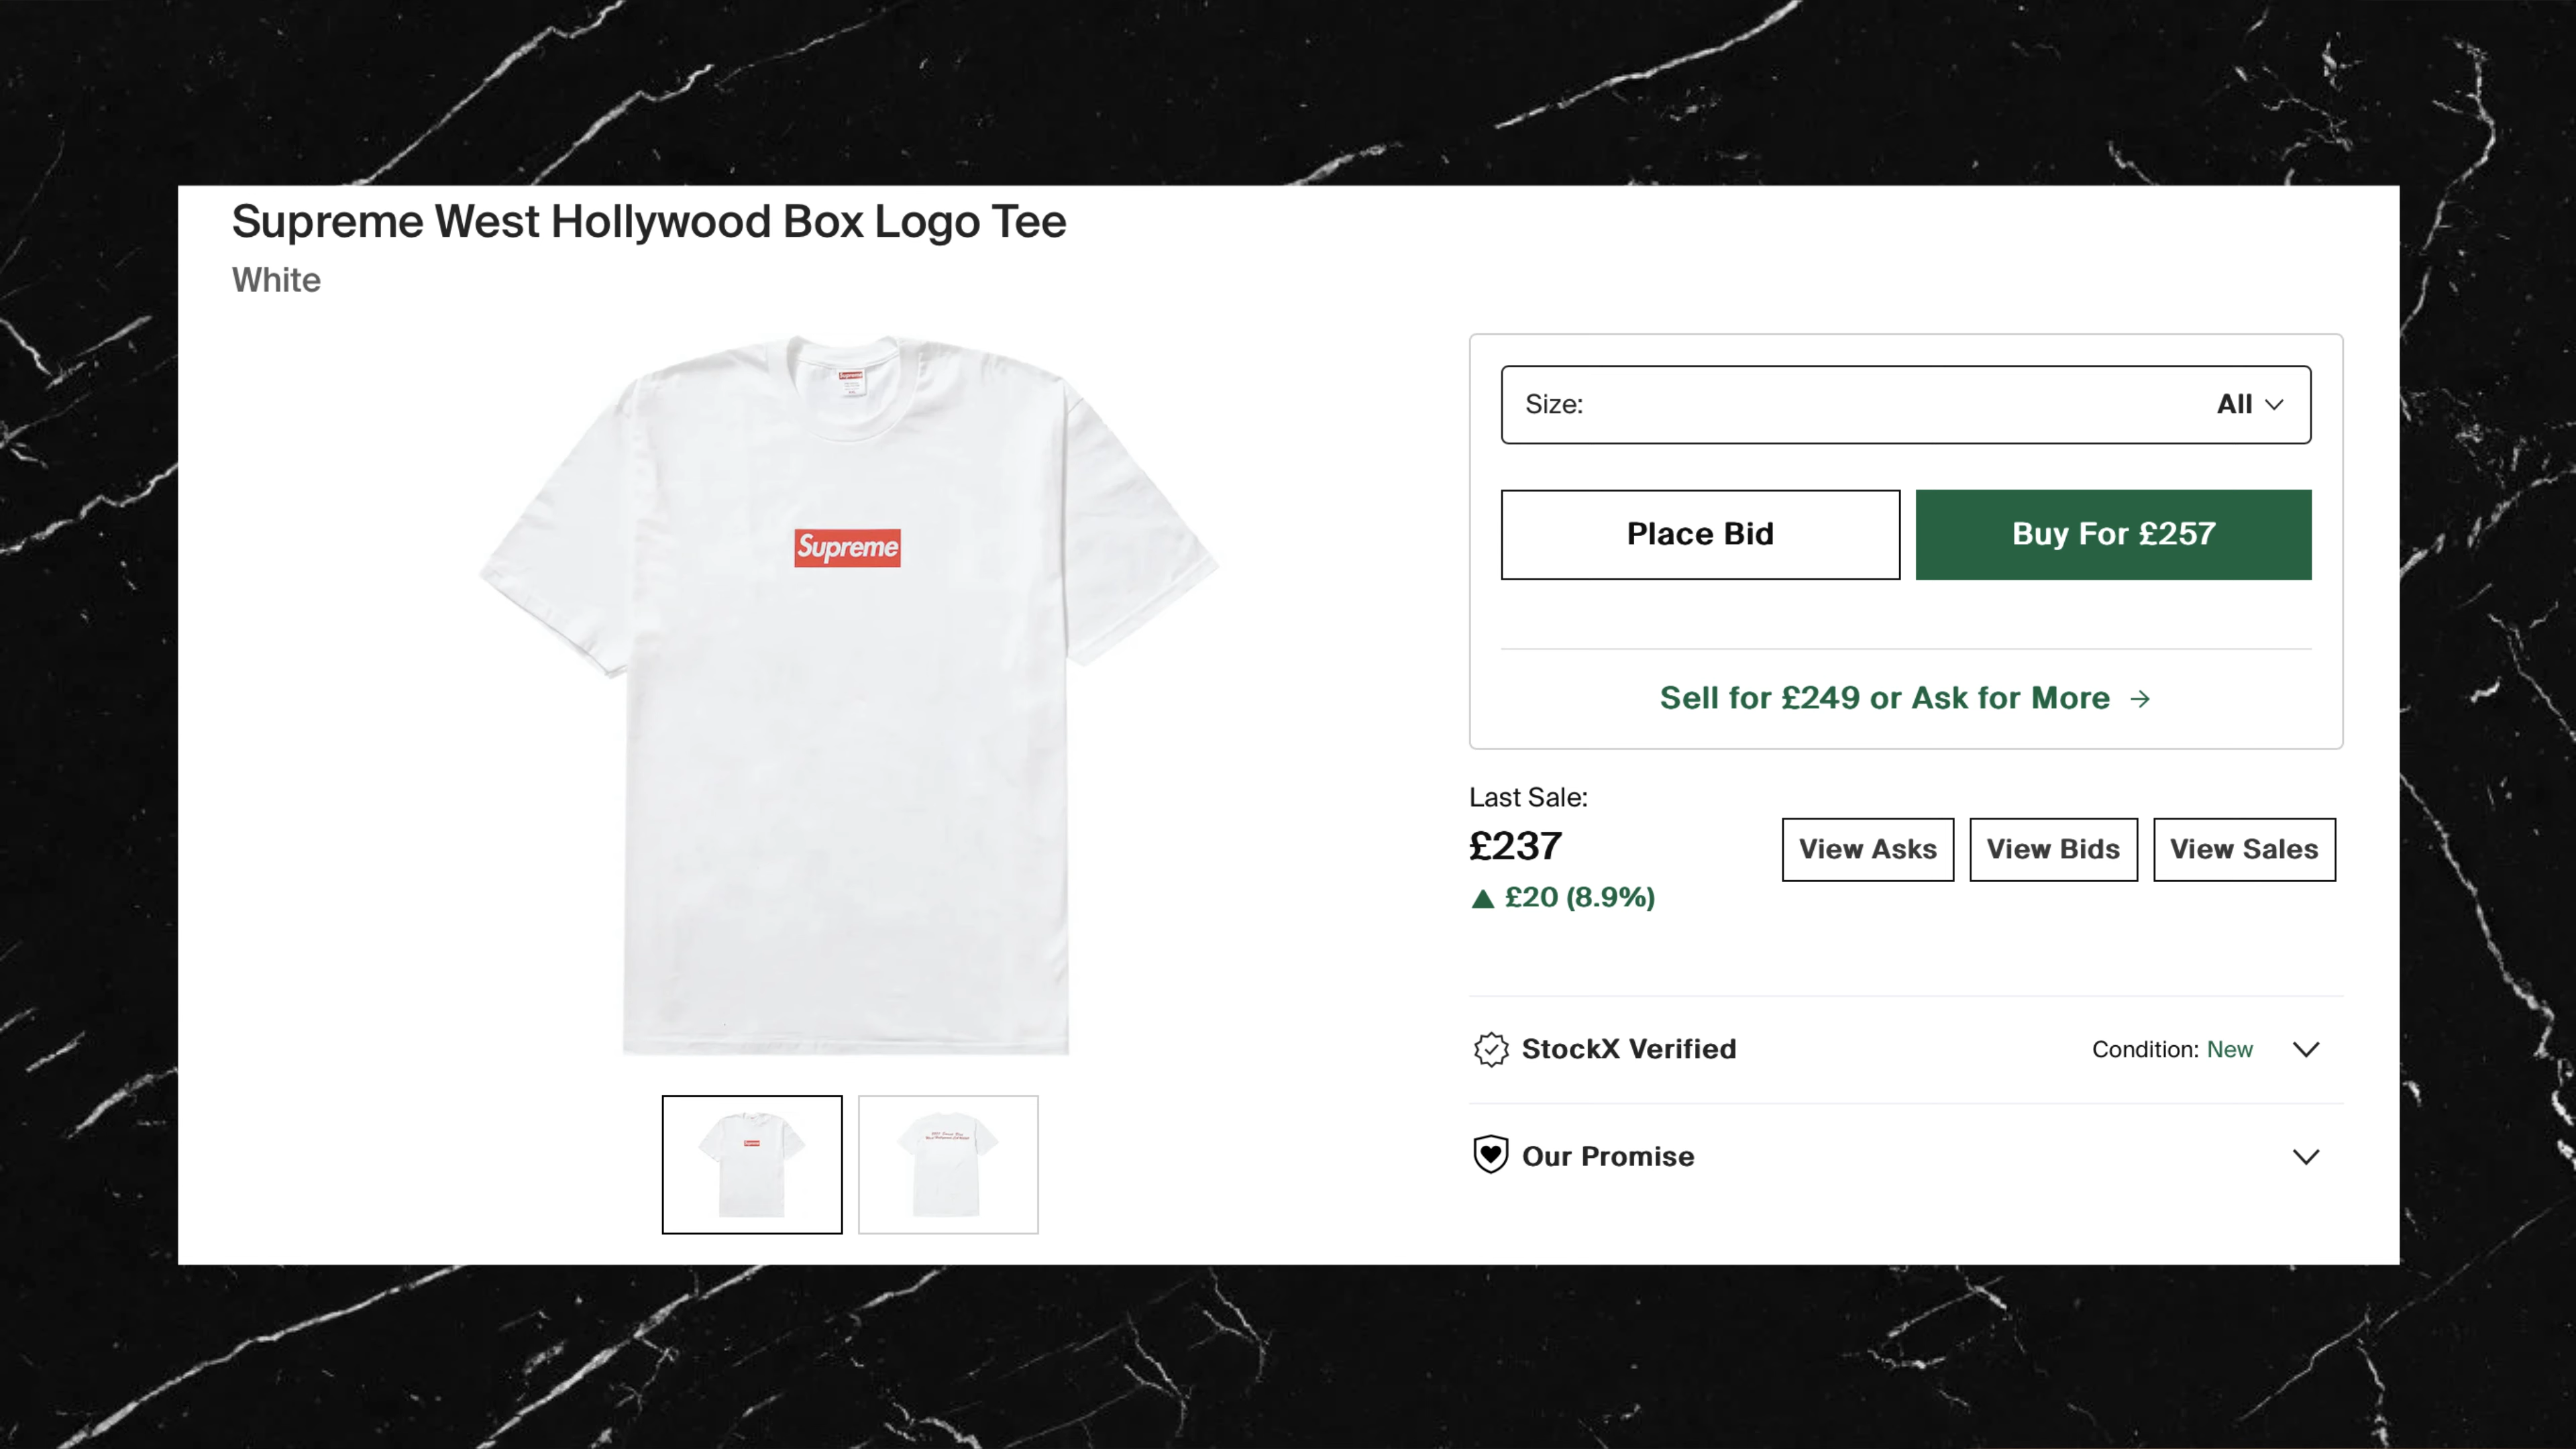 Supreme West Hollywood Box Logo Tee
White
Supreme
Supreme
Size:
All
Place Bid
Buy For £257
Sell for £249 or Ask for More →
Last Sale:
£237
▲ £20 (8.9%)
View Asks
View Bids
View Sales
StockX Verified
Condition: New
Our Promise
Supreme